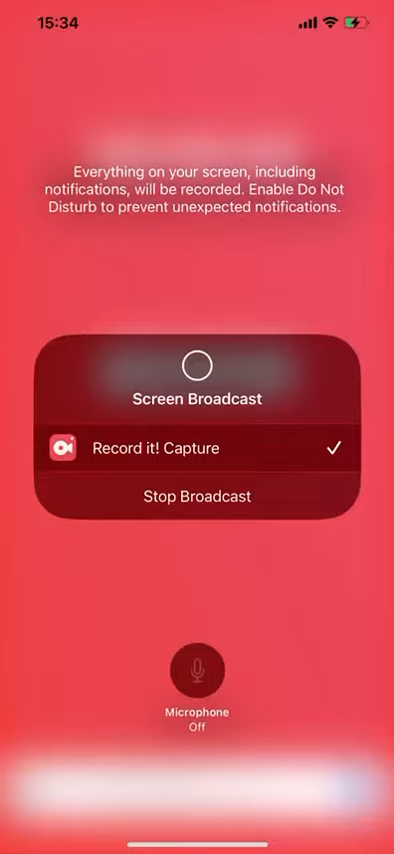 15:34
Everything on your screen, including
notifications, will be recorded. Enable Do Not
Disturb to prevent unexpected notifications.
Screen Broadcast
Record it! Capture
Stop Broadcast
Microphone
Off